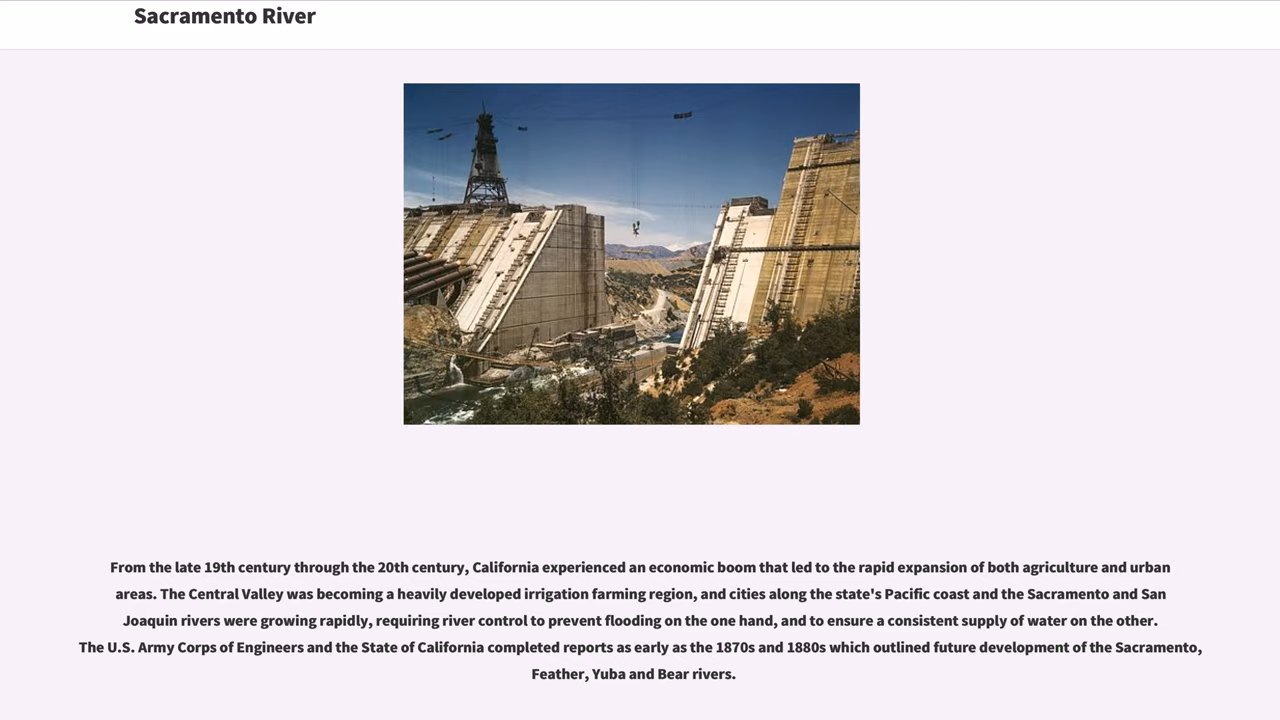 Sacramento River
From the late 19th century through the 20th century, California experienced an economic boom that led to the rapid expansion of both agriculture and urban
areas. The Central Valley was becoming a heavily developed irrigation farming region, and cities along the state's Pacific coast and the Sacramento and San
Joaquin rivers were growing rapidly, requiring river control to prevent flooding on the one hand, and to ensure a consistent supply of water on the other.
The U.S. Army Corps of Engineers and the State of California completed reports as early as the 1870s and 1880s which outlined future development of the Sacramento,
Feather, Yuba and Bear rivers.